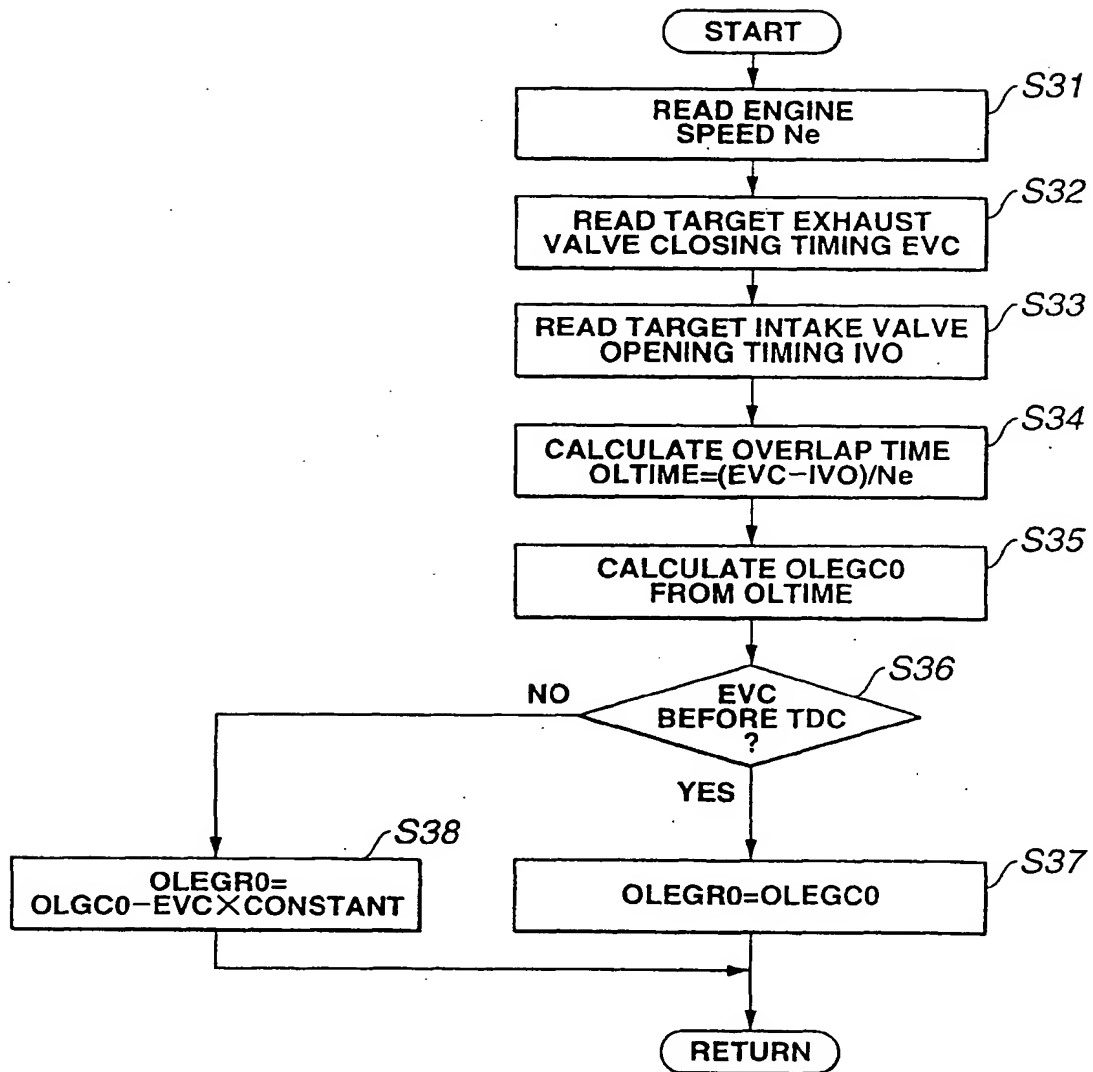 START
S31
READ ENGINE
SPEED Ne
S32
READ TARGET EXHAUST
VALVE CLOSING TIMING EVC
S33
READ TARGET INTAKE VALVE
OPENING TIMING IVO
S34
CALCULATE OVERLAP TIME
OLTIME=(EVC−IVO)/Ne
S35
CALCULATE OLEGC0
FROM OLTIME
S36
EVC
BEFORE TDC
?
NO
YES
S38
OLEGR0=
OLGC0−EVC×CONSTANT
S37
OLEGR0=OLEGC0
RETURN